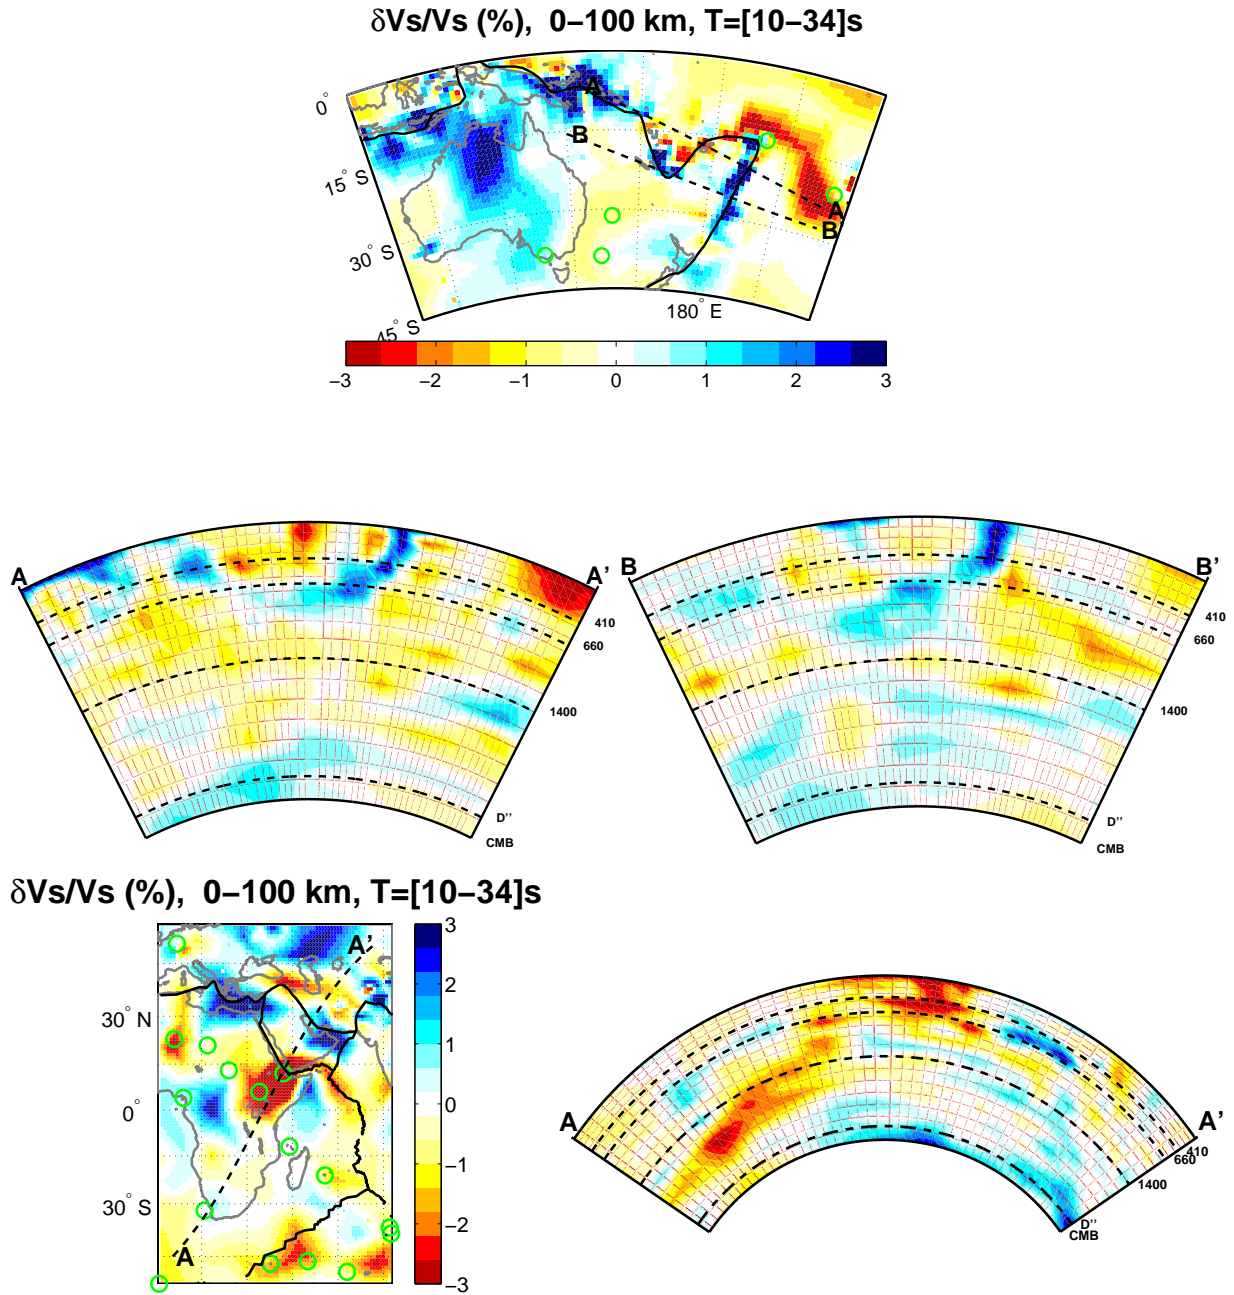 δVs/Vs (%),  0−100 km, T=[10−34]s
0°
15° S
30° S
45° S
180° E
A
B
A
B
−3 −2 −1 0 1 2 3
A A’
410
660
1400
D’’
CMB
B B’
410
660
1400
D’’
CMB
δVs/Vs (%),  0−100 km, T=[10−34]s
30° N
0°
30° S
A’
A
3
2
1
0
−1
−2
−3
A A’
410
660
1400
D’’
CMB